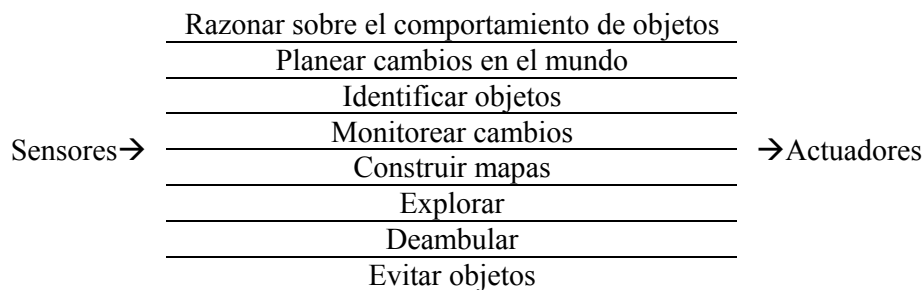 Razonar sobre el comportamiento de objetos
Planear cambios en el mundo
Identificar objetos
Monitorear cambios
Sensores→
→Actuadores
Construir mapas
Explorar
Deambular
Evitar objetos